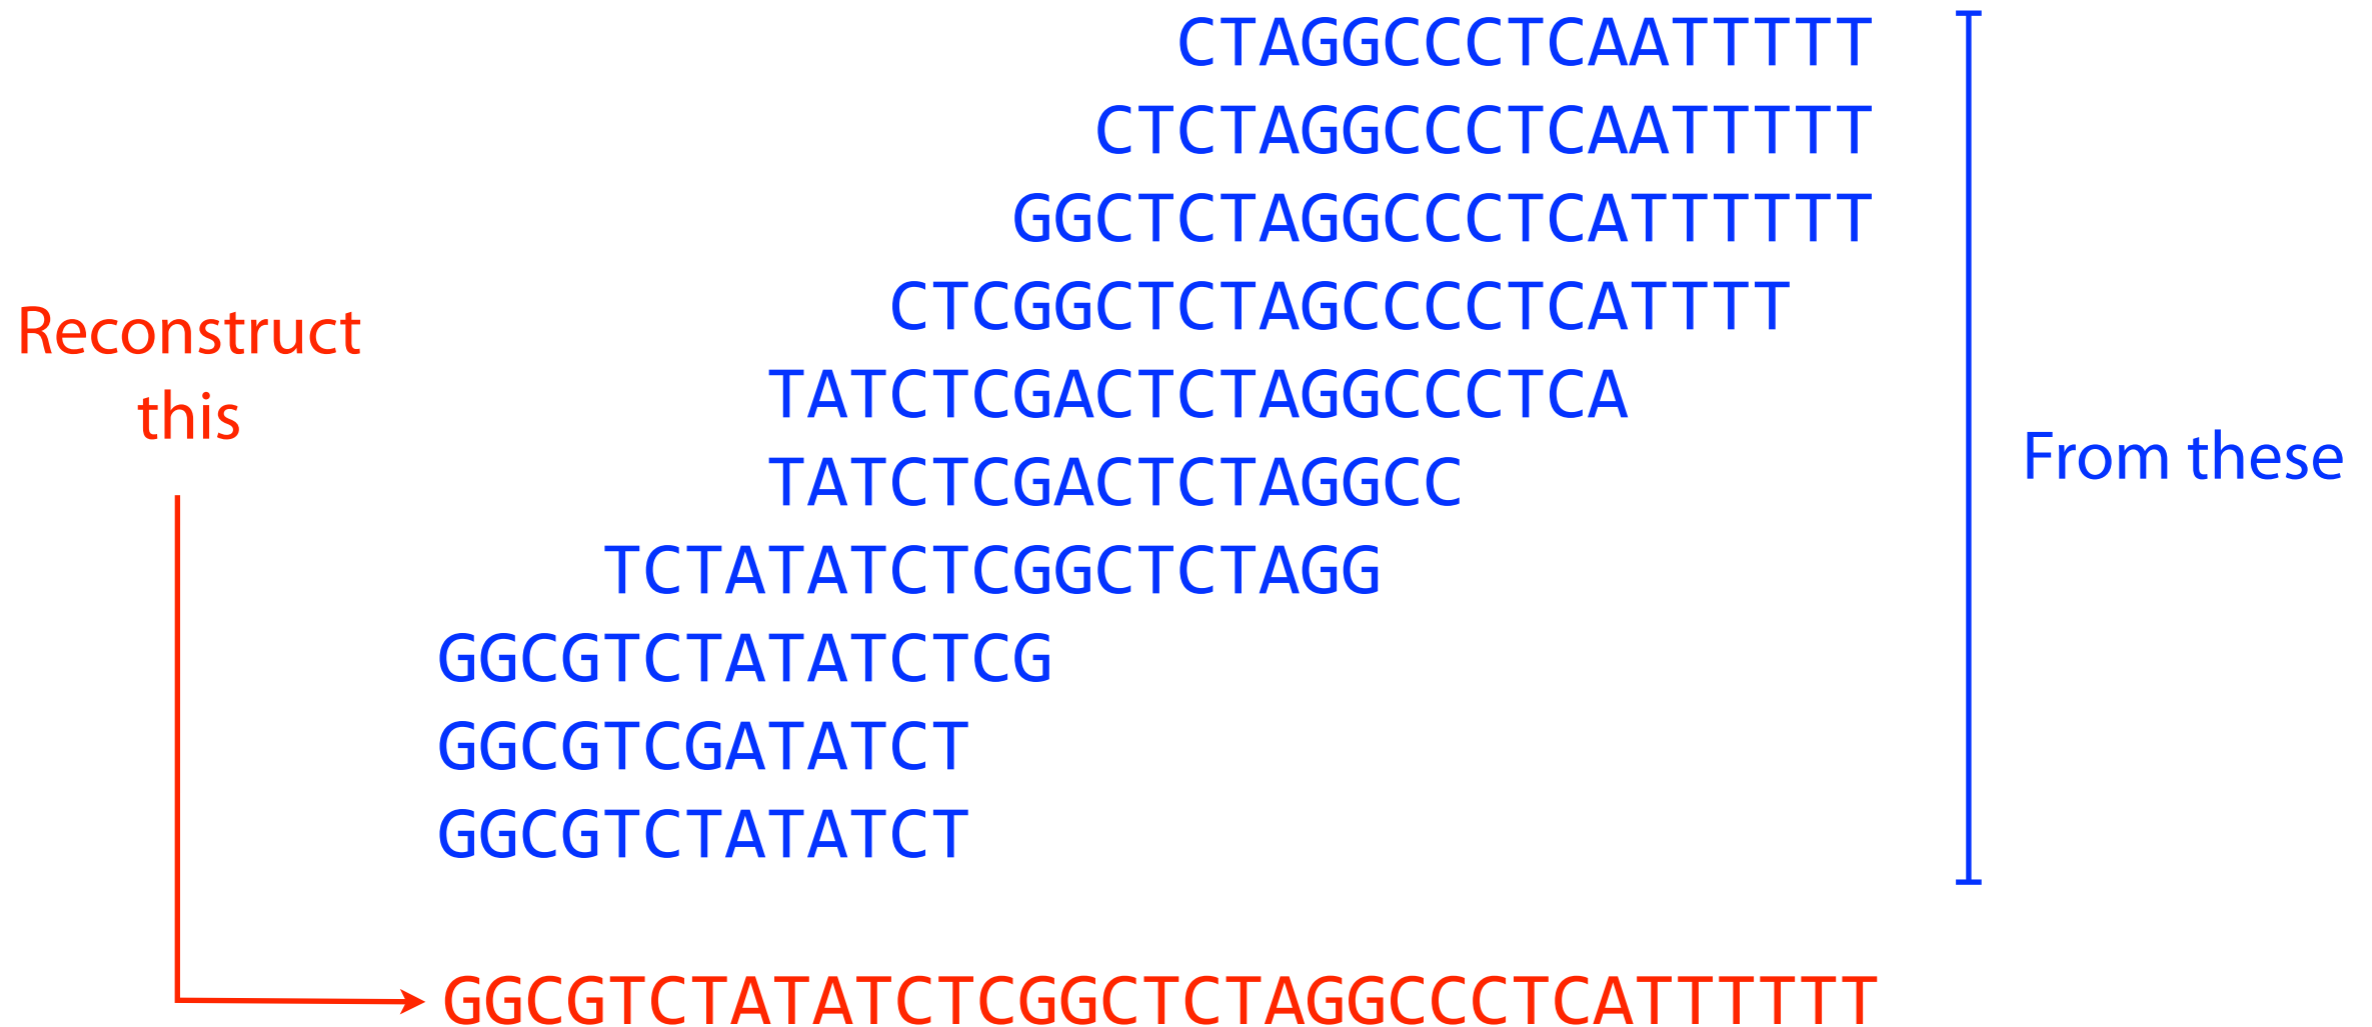 CTAGGCCCTCAATTTTT
CTCTAGGCCCTCAATTTTT
GGCTCTAGGCCCTCATTTTTT
CTCGGCTCTAGCCCCTCATTTT
TATCTCGACTCTAGGCCCTCA
TATCTCGACTCTAGGCC
TCTATATCTCGGCTCTAGG
GGCGTCTATATCTCG
GGCGTCGATATCT
GGCGTCTATATCT
GGCGTCTATATCTCGGCTCTAGGCCCTCATTTTTT
Reconstruct
this
From these